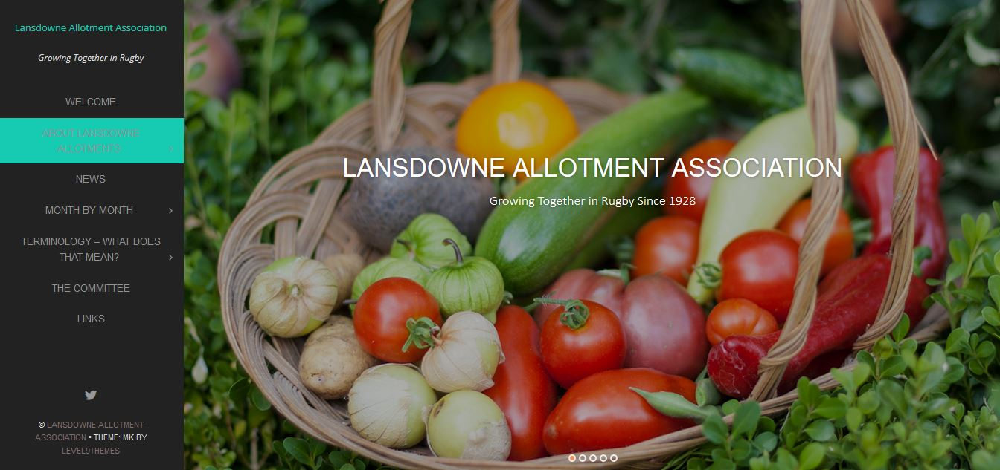 Lansdowne Allotment Association
Growing Together in Rugby
WELCOME
ABOUT LANSDOWNE
ALLOTMENTS
NEWS
MONTH BY MONTH
TERMINOLOGY – WHAT DOES
THAT MEAN?
THE COMMITTEE
LINKS
© LANSDOWNE ALLOTMENT
ASSOCIATION • THEME: MK BY
LEVEL9THEMES
LANSDOWNE ALLOTMENT ASSOCIATION
Growing Together in Rugby Since 1928